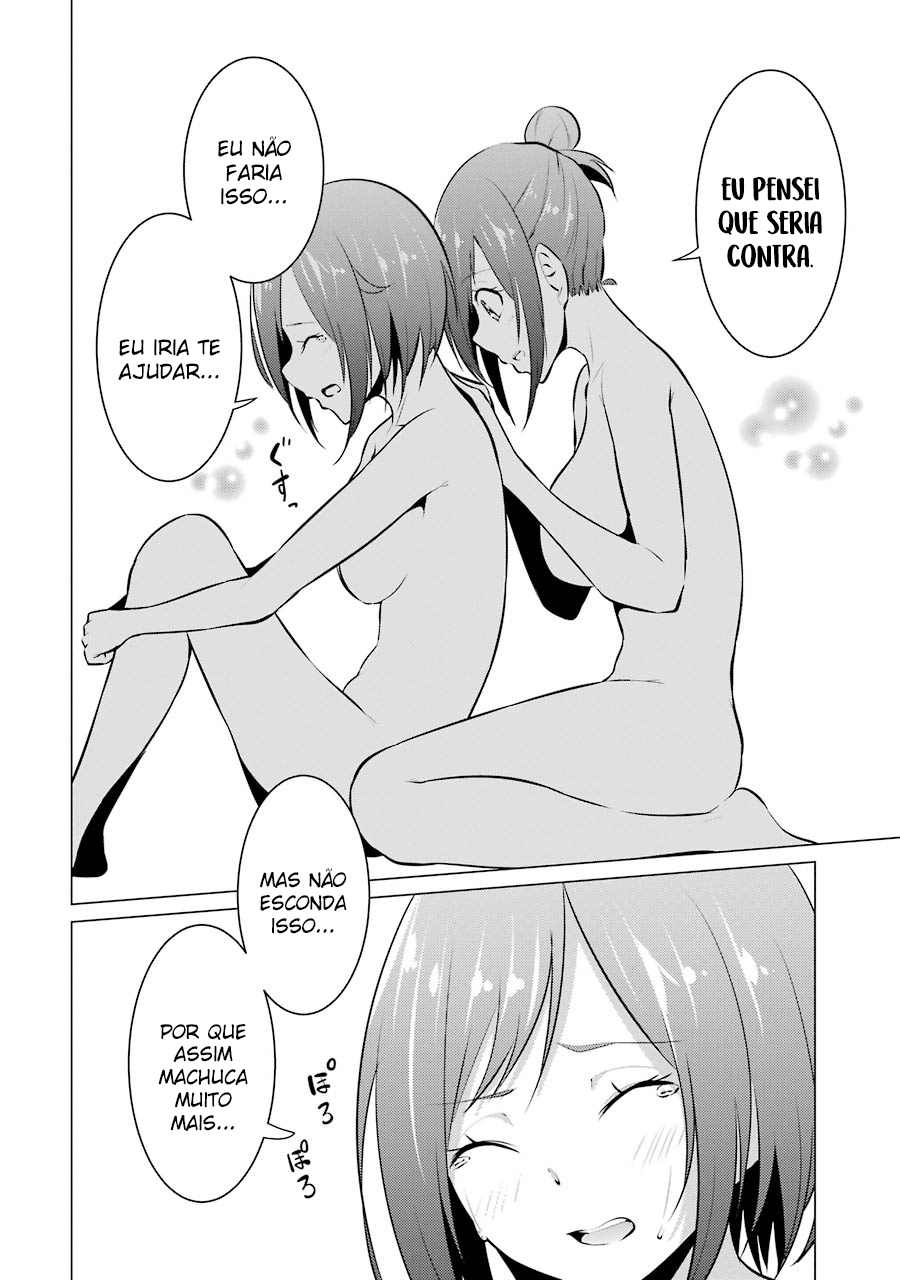 EU PENSEI
QUE SERIA
CONTRA.
EU NÃO
FARIA
ISSO...
EU IRIA TE
AJUDAR...
ぐすっ
MAS NÃO
ESCONDA
ISSO...
POR QUE
ASSIM
MACHUCA
MUITO
MAIS...
ぽろ
ぽろ